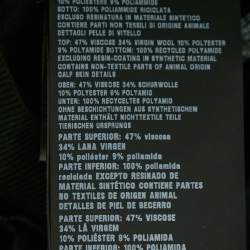 10% POLIESTERE 9% POLIAMMIDE
SOTTO: 100% POLIAMMIDE RICICLATA
ESCLUSO RESINATURA IN MATERIALE SINTETICO
CONTIENE PARTI NON TESSILI DI ORIGINE ANIMALE
DETTAGLI PELLE DI VITELLO
TOP: 47% VISCOSE 34% VIRGIN WOOL 10% POLYESTER
9% POLYAMIDE BOTTOM: 100% RECYCLED POLYAMID
EXCLUDING RESIN-COATING IN SYNTHETIC MATERIAL
CONTAINS NON-TEXTILE PARTS OF ANIMAL ORIGIN
CALF SKIN DETAILS
OBEN: 47% VISCOSE 34% SCHURWOLLE
10% POLYESTER 9% POLYAMID
UNTEN: 100% RECYCELTES POLYAMID
OHNE BESCHICHTUNGEN AUS SYNTHETISCHEM
MATERIAL ENTHÄLT NICHTTEXTILE TEILE
TIERISCHEN URSPRUNGS
PARTE SUPERIOR: 47% viscosa
34% LANA VIRGEN
10% poliéster 9% poliamida
PARTE INFERIOR: 100% poliamida
reciclada EXCEPTO RESINADO DE
MATERIAL SINTÉTICO CONTIENE PARTES
NO TEXTILES DE ORIGEN ANIMAL
DETALLES DE PIEL DE BECERRO
PARTE SUPERIOR: 47% VISCOSE
34% LÃ VIRGEM
10% POLIÉSTER 9% POLIAMIDA
PARTE INFERIOR: 100% POLIAMIDA